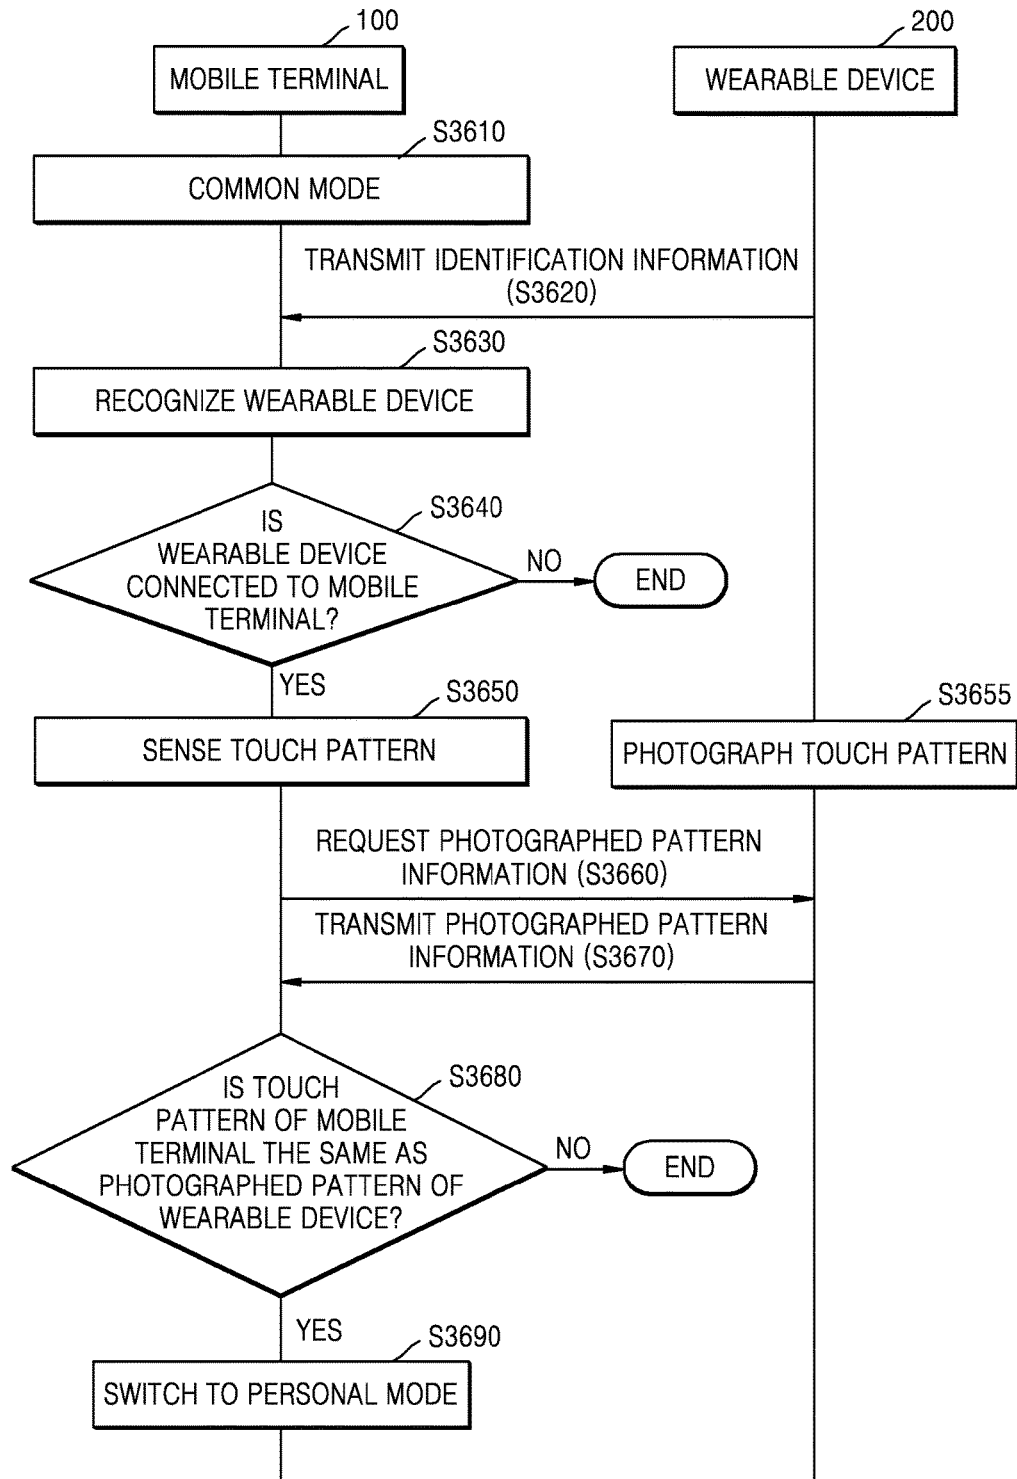 100
200
MOBILE TERMINAL
WEARABLE DEVICE
S3610
COMMON MODE
TRANSMIT IDENTIFICATION INFORMATION
(S3620)
S3630
RECOGNIZE WEARABLE DEVICE
S3640
IS
WEARABLE DEVICE
CONNECTED TO MOBILE
TERMINAL?
NO
END
YES
S3650
SENSE TOUCH PATTERN
S3655
PHOTOGRAPH TOUCH PATTERN
REQUEST PHOTOGRAPHED PATTERN
INFORMATION (S3660)
TRANSMIT PHOTOGRAPHED PATTERN
INFORMATION (S3670)
S3680
IS TOUCH
PATTERN OF MOBILE
TERMINAL THE SAME AS
PHOTOGRAPHED PATTERN OF
WEARABLE DEVICE?
NO
END
YES
S3690
SWITCH TO PERSONAL MODE